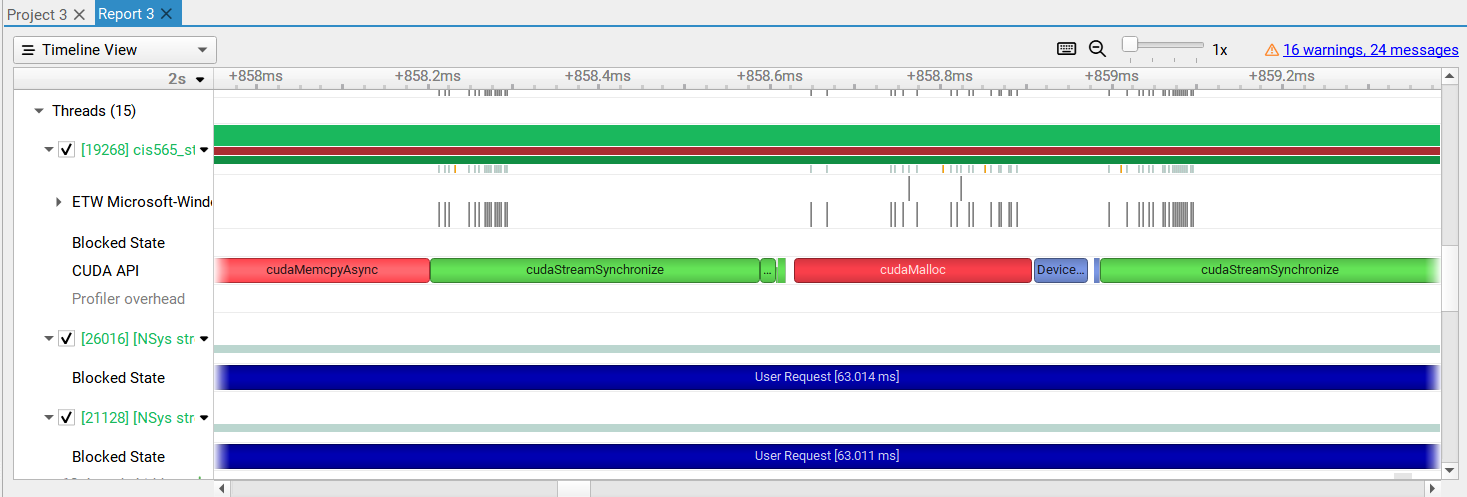 Project 3 Report 3
Timeline View 1x 16 warnings, 24 messages
2s +858ms +858.2ms +858.4ms +858.6ms +858.8ms +859ms +859.2ms
Threads (15)
[19268] cis565_st
ETW Microsoft-Wind
Blocked State
CUDA API cudaMemcpyAsync cudaStreamSynchronize ... cudaMalloc Device... cudaStreamSynchronize
Profiler overhead
[26016] [NSys str
Blocked State User Request [63.014 ms]
[21128] [NSys str
Blocked State User Request [63.011 ms]